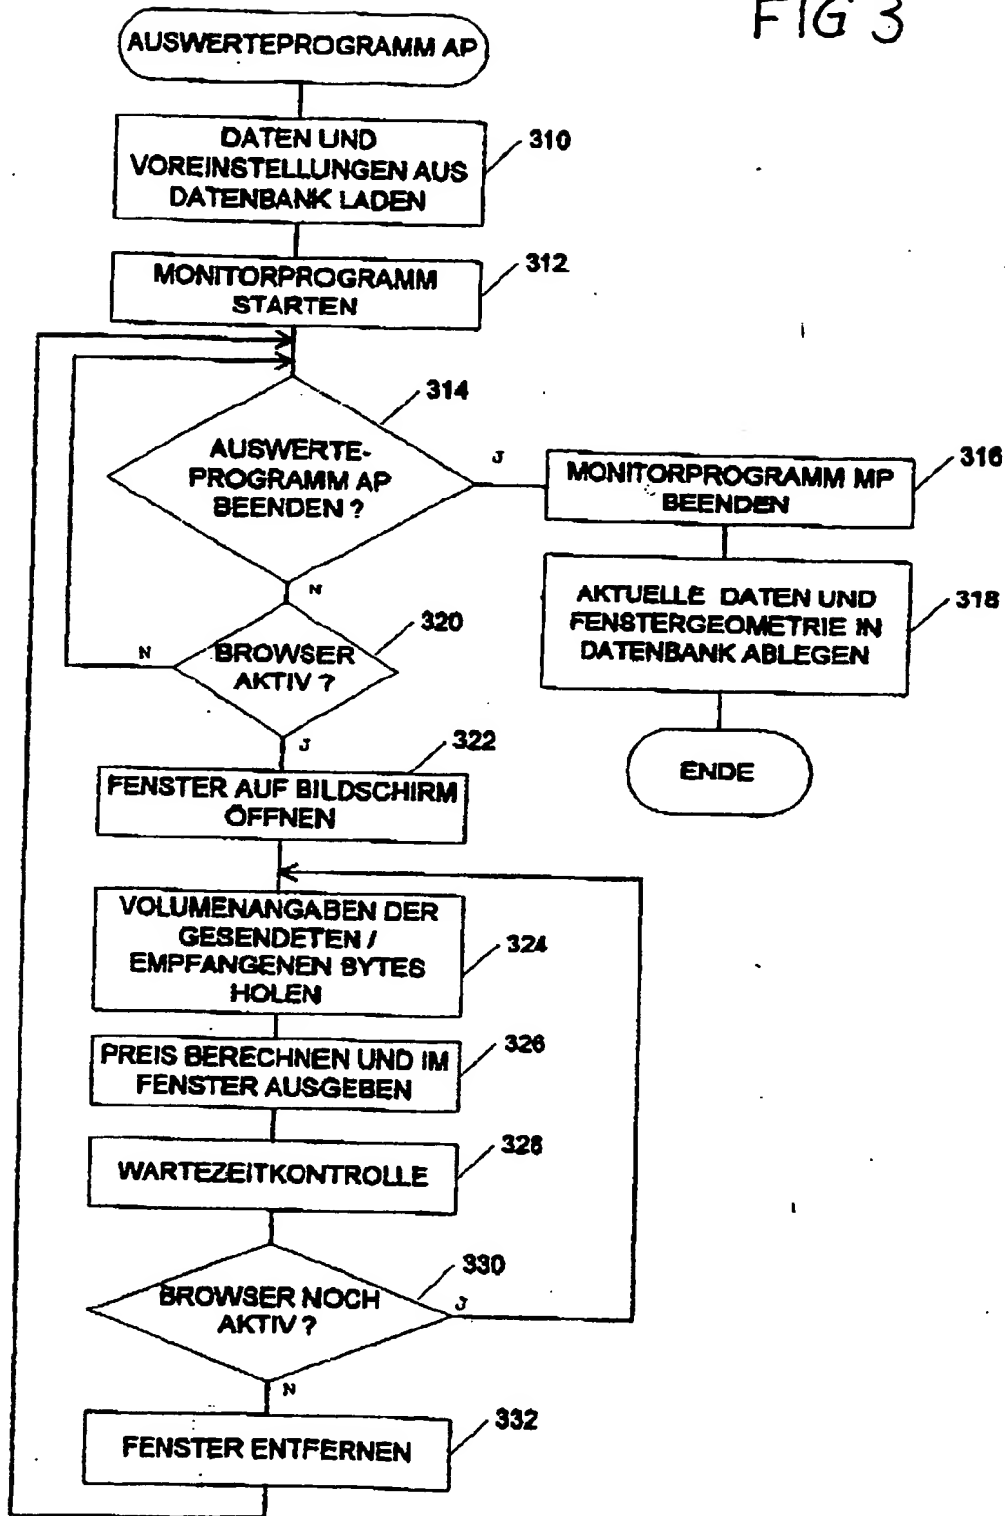 FIG 3
AUSWERTEPROGRAMM AP
DATEN UND
VOREINSTELLUNGEN AUS
DATENBANK LADEN
310
MONITORPROGRAMM
STARTEN
312
314
AUSWERTE-
PROGRAMM AP
BEENDEN ?
J
MONITORPROGRAMM MP
BEENDEN
316
N
AKTUELLE DATEN UND
FENSTERGEOMETRIE IN
DATENBANK ABLEGEN
318
320
BROWSER
AKTIV ?
N
J
ENDE
322
FENSTER AUF BILDSCHIRM
ÖFFNEN
VOLUMENANGABEN DER
GESENDETEN /
EMPFANGENEN BYTES
HOLEN
324
PREIS BERECHNEN UND IM
FENSTER AUSGEBEN
326
WARTEZEITKONTROLLE
328
330
BROWSER NOCH
AKTIV ?
J
N
FENSTER ENTFERNEN
332